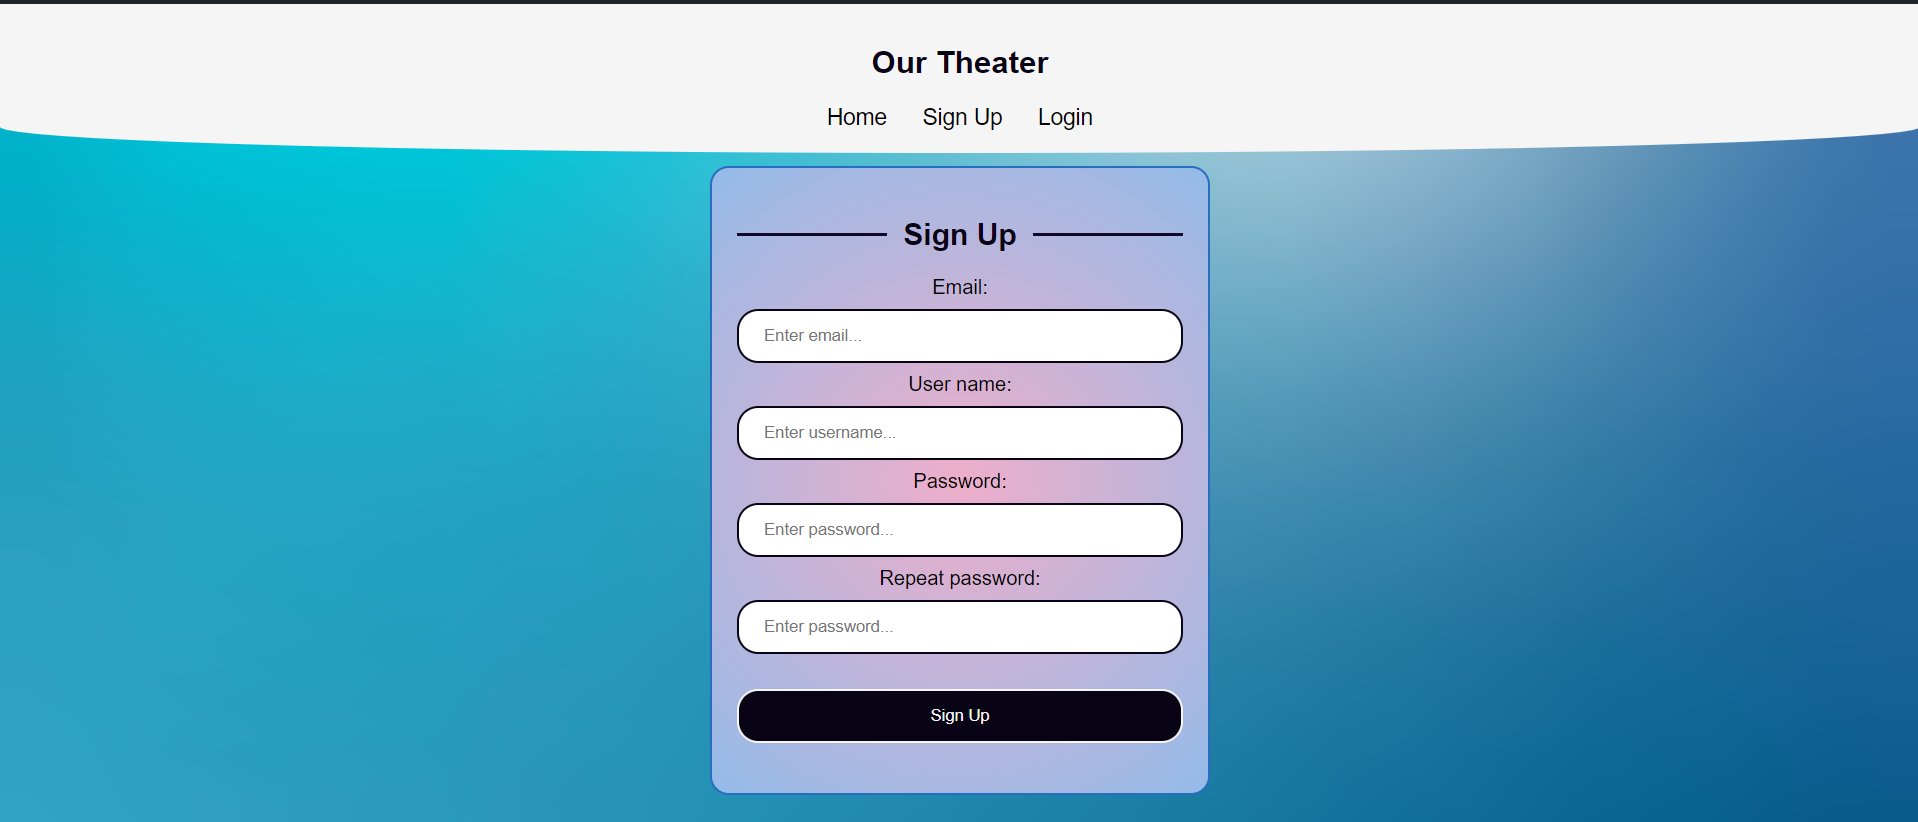 Our Theater
Home Sign Up Login
Sign Up
Email:
Enter email...
User name:
Enter username...
Password:
Enter password...
Repeat password:
Enter password...
Sign Up